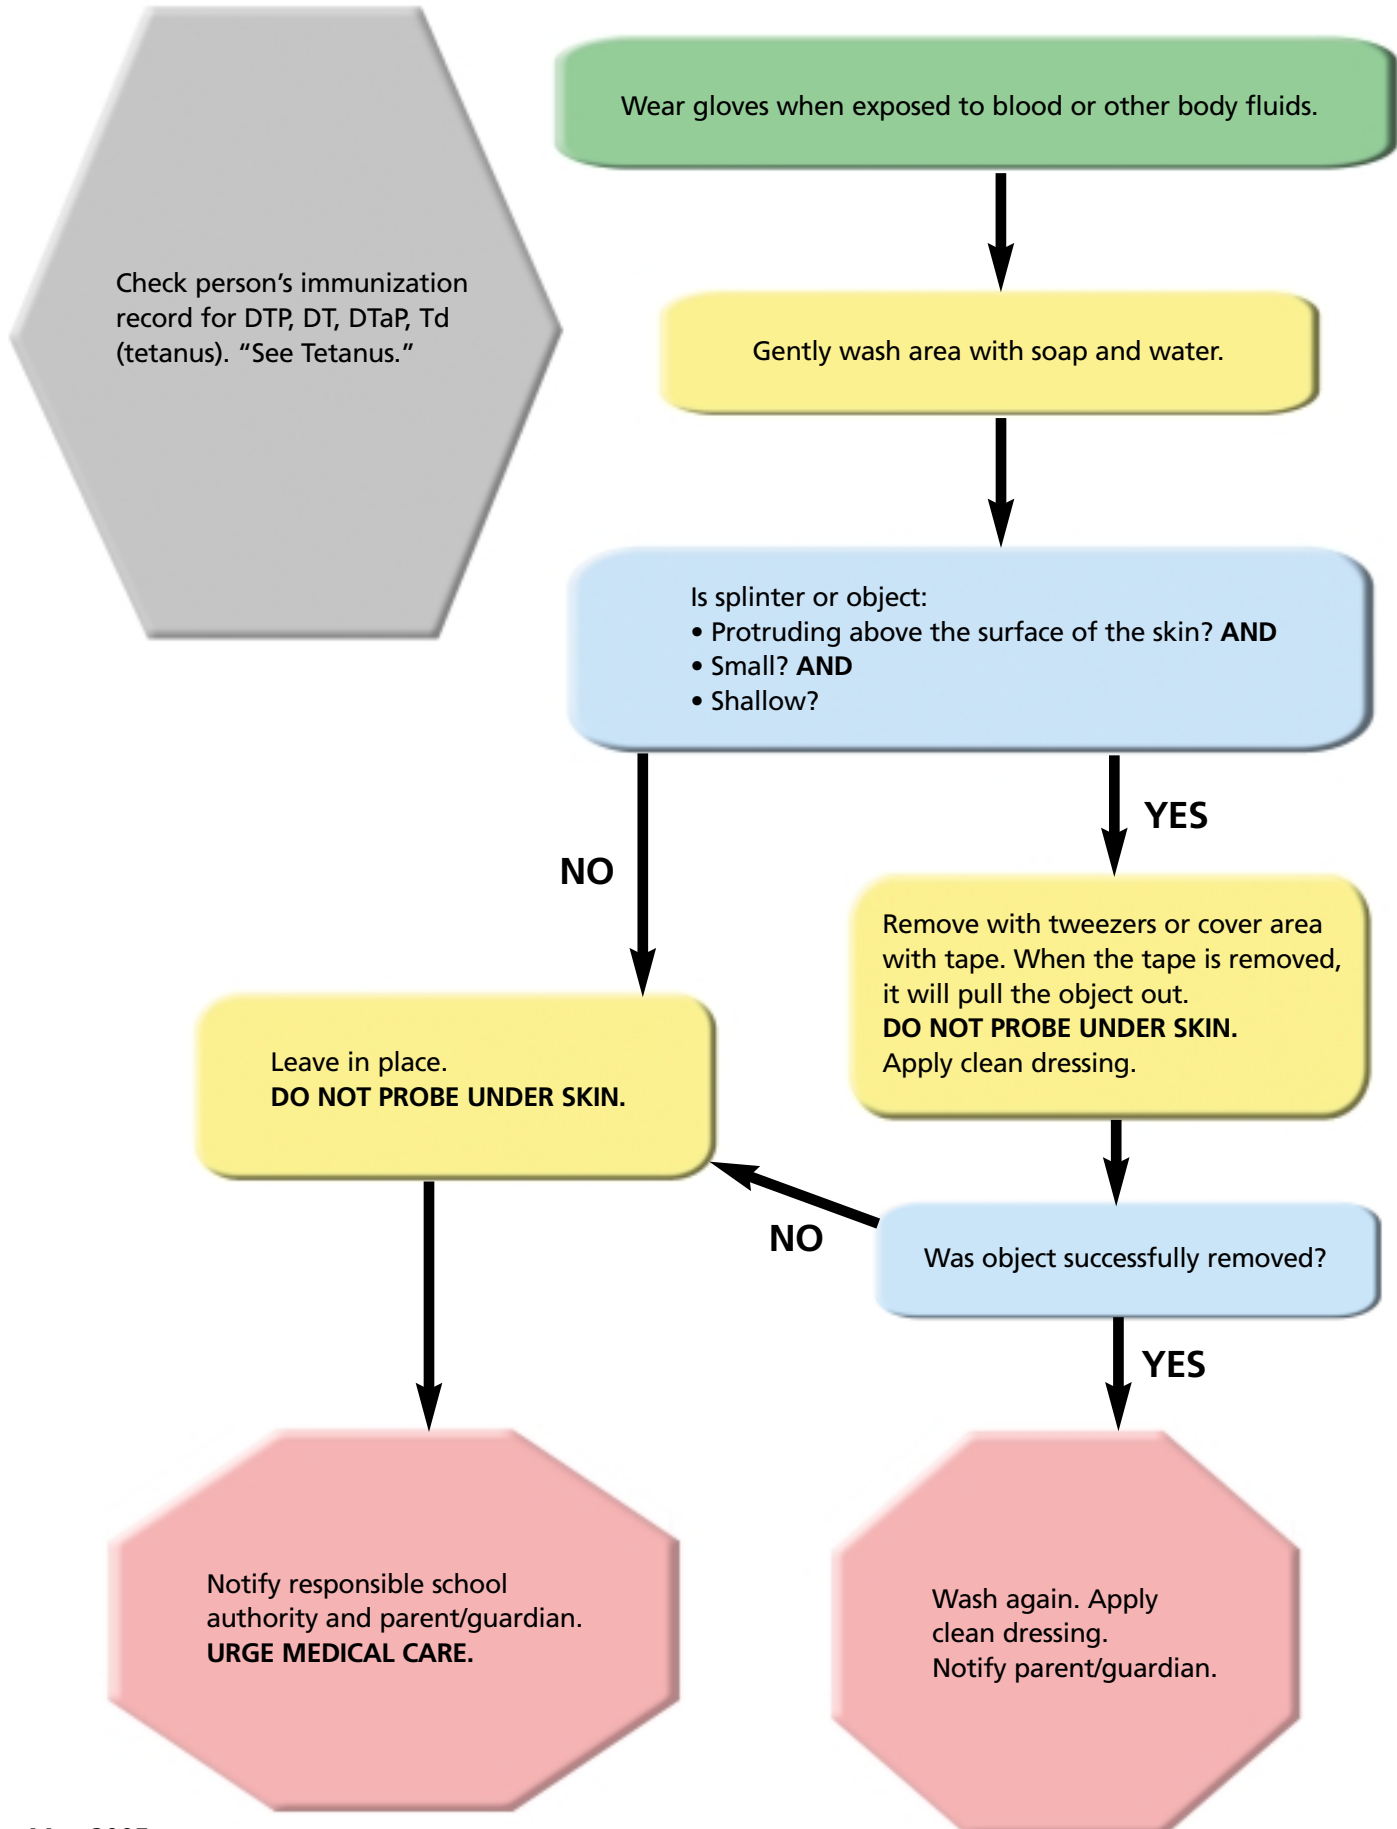 Wear gloves when exposed to blood or other body fluids.
Check person’s immunization
record for DTP, DT, DTaP, Td
(tetanus). “See Tetanus.”
Gently wash area with soap and water.
Is splinter or object:
• Protruding above the surface of the skin? AND
• Small? AND
• Shallow?
YES
NO
Remove with tweezers or cover area
with tape. When the tape is removed,
it will pull the object out.
DO NOT PROBE UNDER SKIN.
Apply clean dressing.
Leave in place.
DO NOT PROBE UNDER SKIN.
NO
Was object successfully removed?
YES
Notify responsible school
authority and parent/guardian.
URGE MEDICAL CARE.
Wash again. Apply
clean dressing.
Notify parent/guardian.